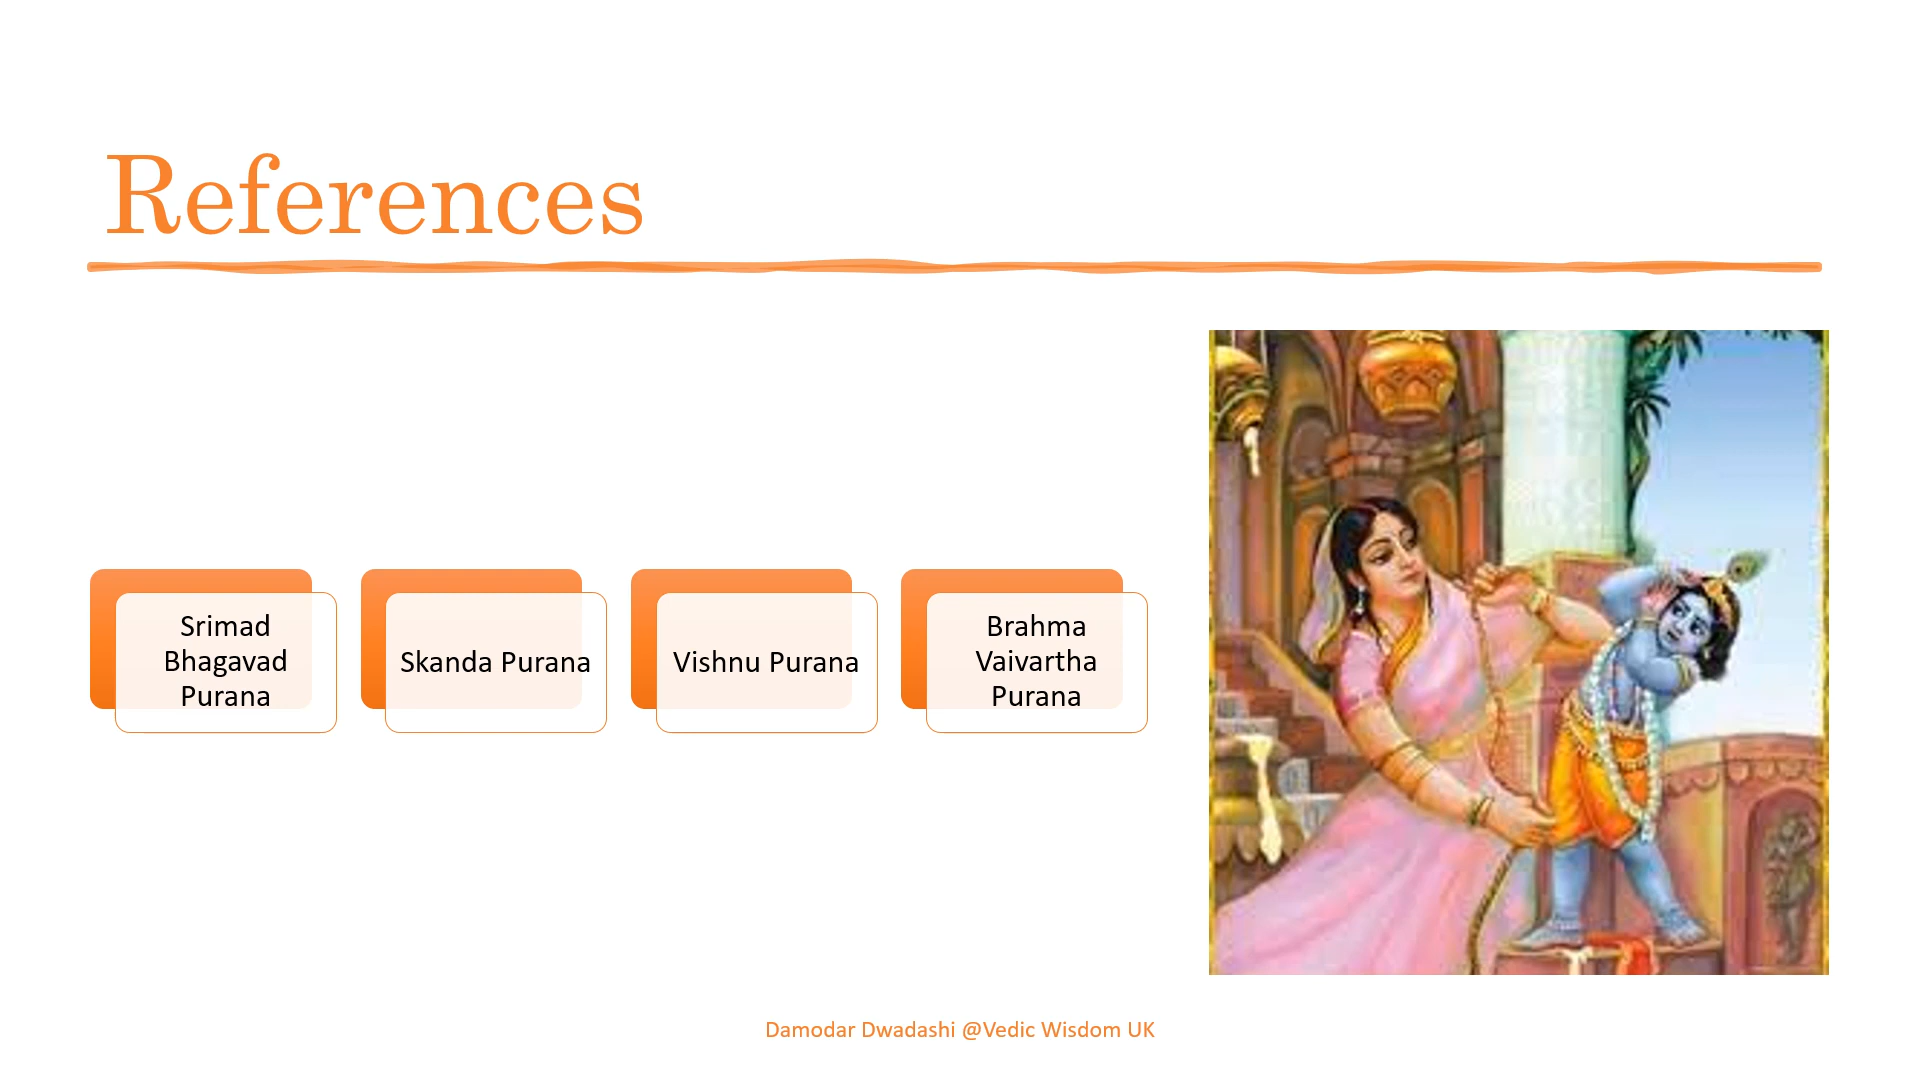 References
Srimad
Bhagavad
Purana
Skanda Purana
Vishnu Purana
Brahma
Vaivartha
Purana
Damodar Dwadashi @Vedic Wisdom UK